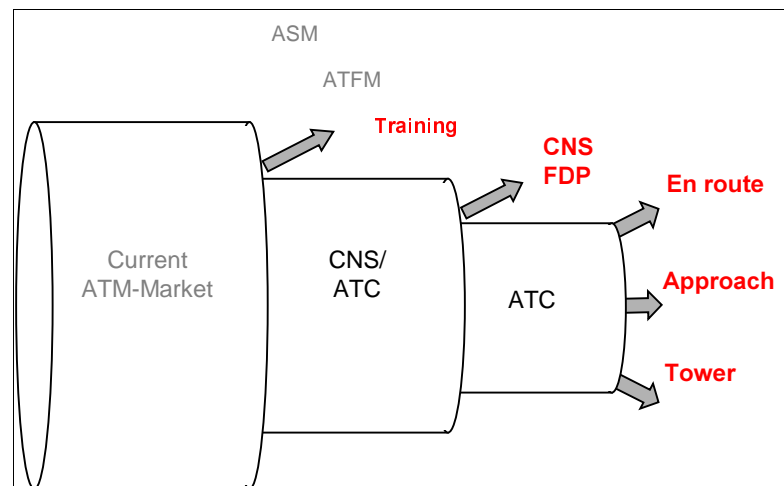 ASM
ATFM
Training
CNS
FDP
En route
Current
ATM-Market
CNS/
ATC
ATC
Approach
Tower